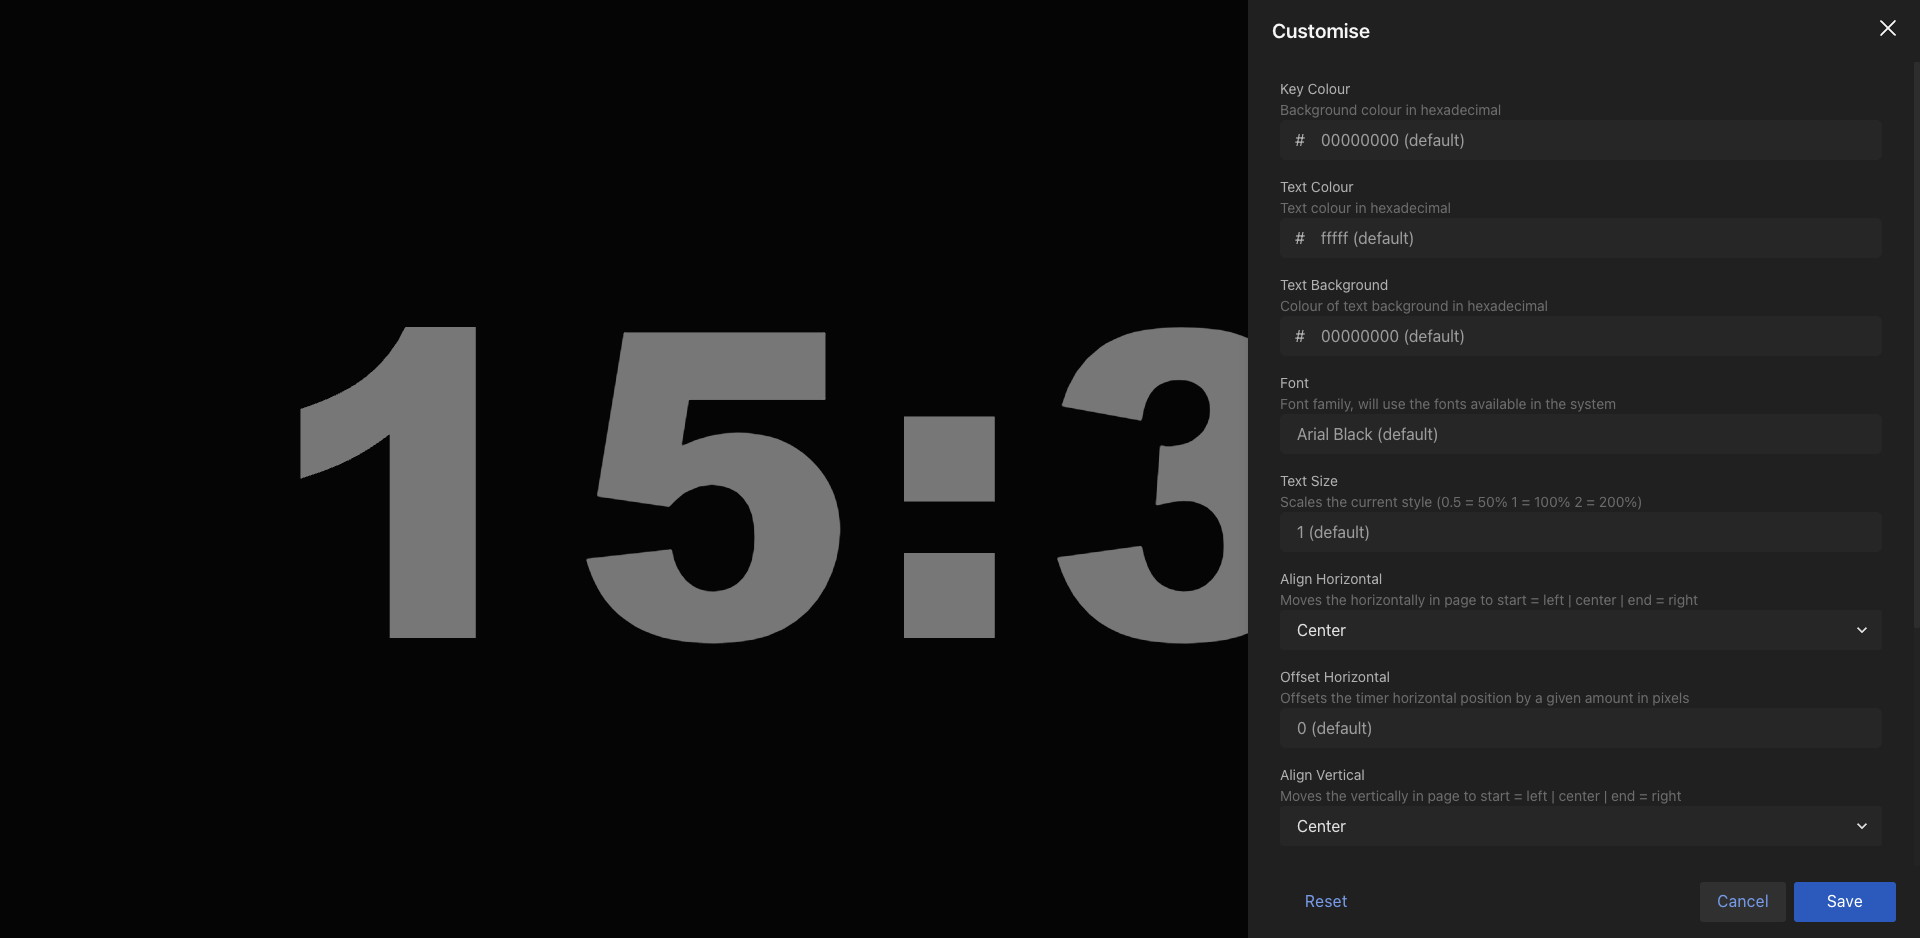 15:3
Customise
Key Colour
Background colour in hexadecimal
# 00000000 (default)
Text Colour
Text colour in hexadecimal
# fffff (default)
Text Background
Colour of text background in hexadecimal
# 00000000 (default)
Font
Font family, will use the fonts available in the system
Arial Black (default)
Text Size
Scales the current style (0.5 = 50% 1 = 100% 2 = 200%)
1 (default)
Align Horizontal
Moves the horizontally in page to start = left | center | end = right
Center
Offset Horizontal
Offsets the timer horizontal position by a given amount in pixels
0 (default)
Align Vertical
Moves the vertically in page to start = left | center | end = right
Center
Reset
Cancel
Save